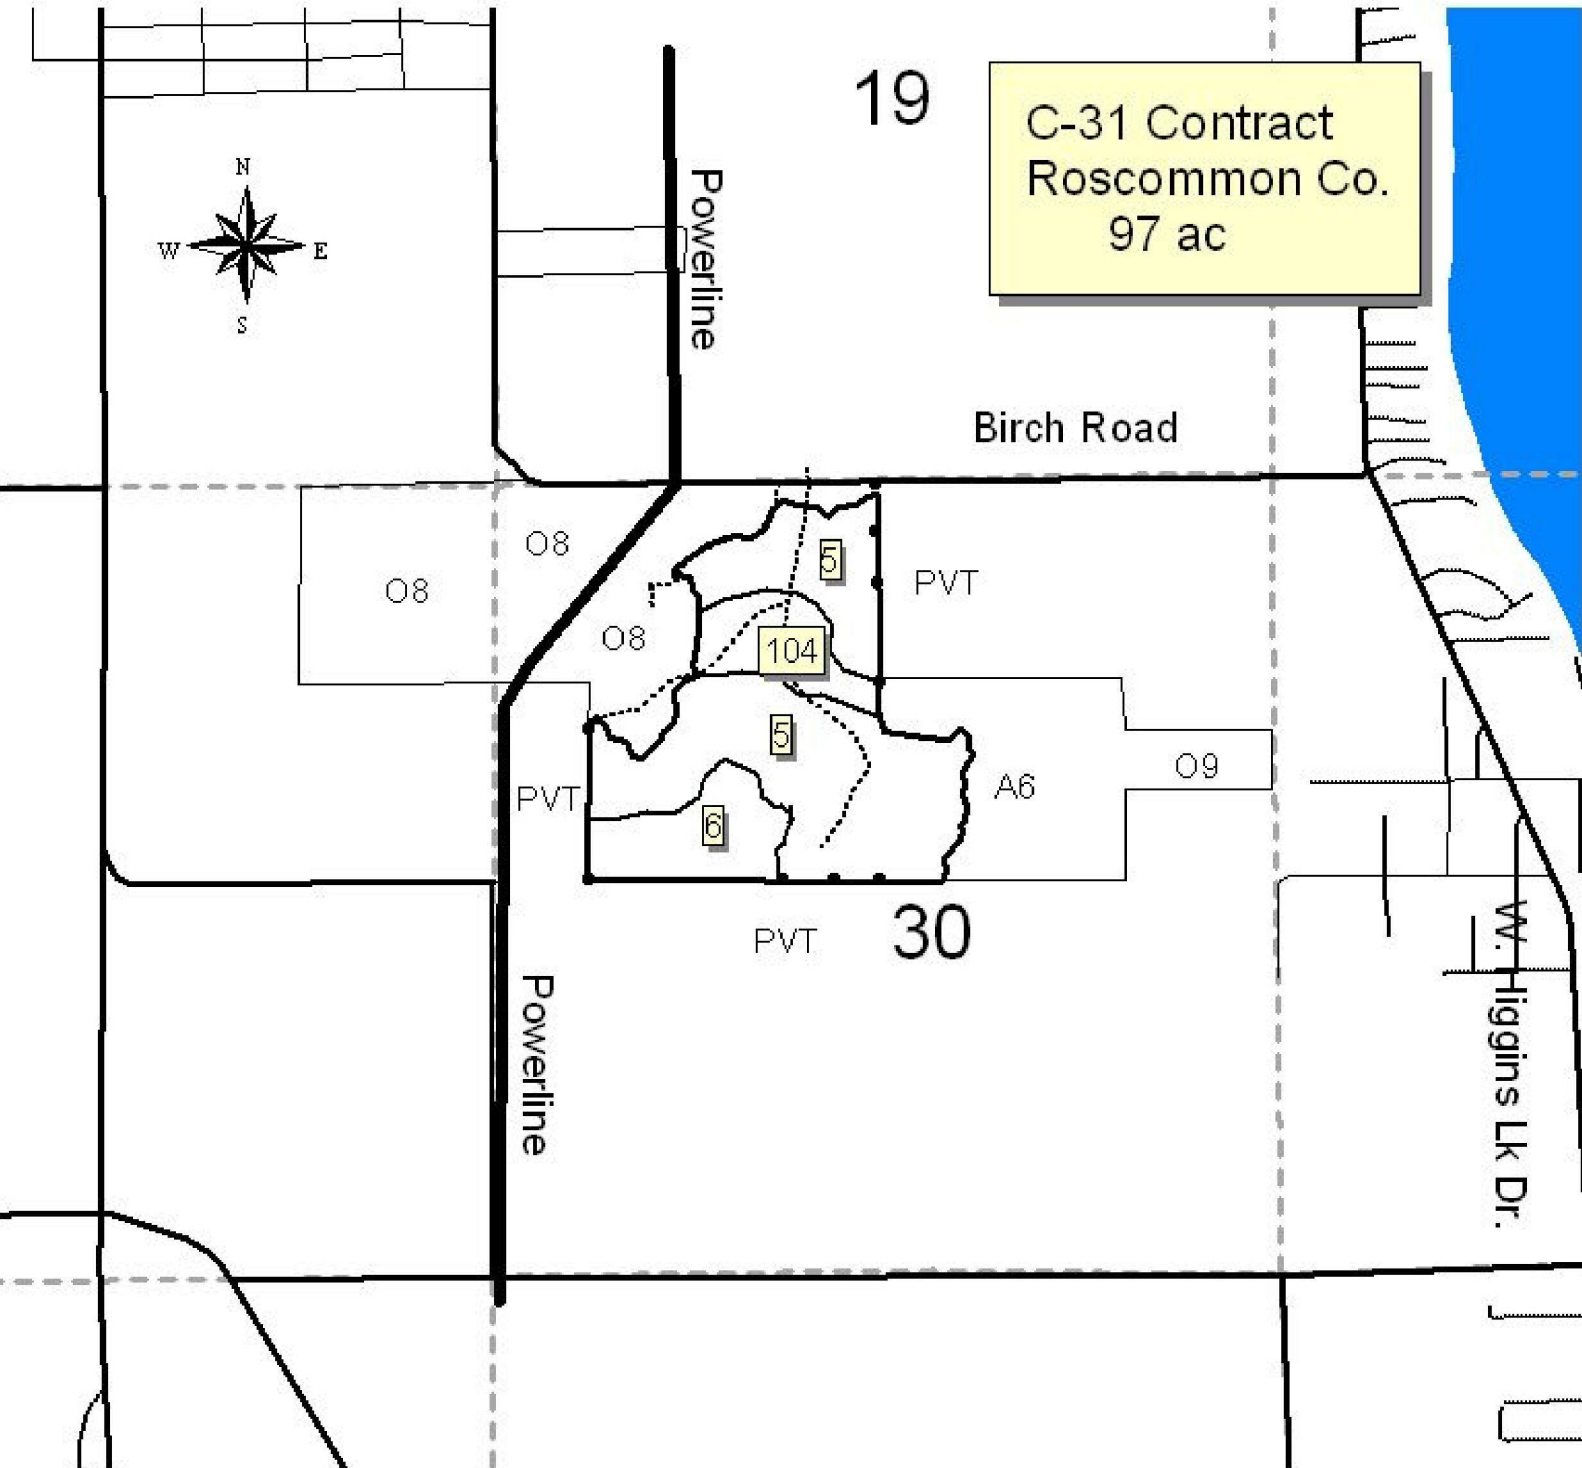 19
C-31 Contract
Roscommon Co.
97 ac
N
W
E
S
Powerline
Birch Road
O8
O8
5
PVT
O8
104
5
O9
A6
PVT
6
30
PVT
W. Higgins Lk Dr.
Powerline